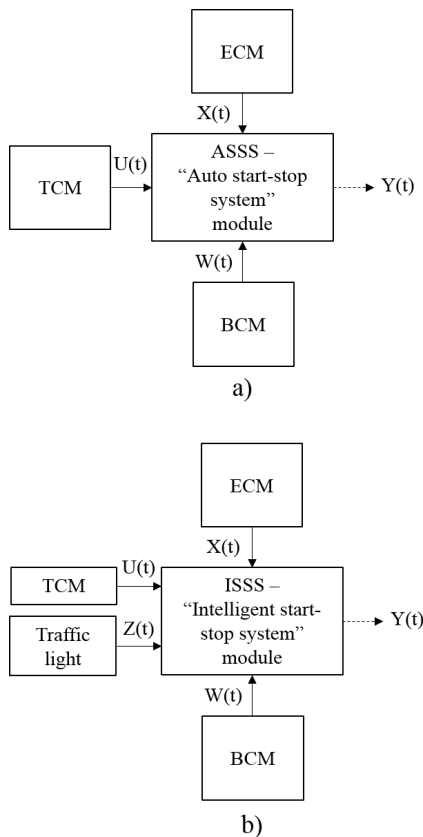 ECM
X(t)
U(t)
TCM
ASSS –
“Auto start-stop
system”
module
Y(t)
W(t)
BCM
a)
ECM
X(t)
U(t)
TCM
Z(t)
Traffic
light
ISSS –
“Intelligent start-
stop system”
module
Y(t)
W(t)
BCM
b)